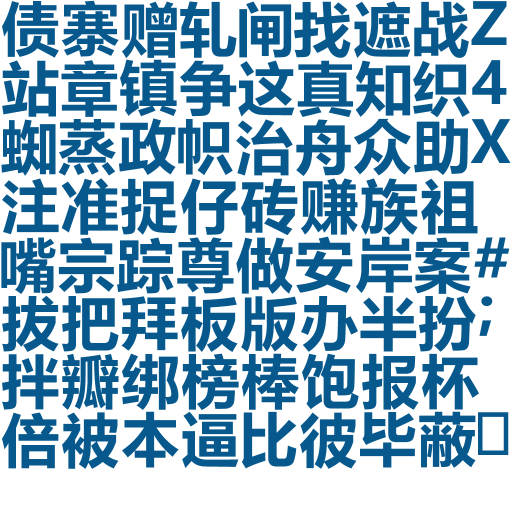 债寨赠轧闸找遮战Z
站章镇争这真知织4
蜘蒸政帜治舟众助X
注准捉仔砖赚族祖
嘴宗踪尊做安岸案#
拔把拜板版办半扮;
拌瓣绑榜棒饱报杯
倍被本逼比彼毕蔽